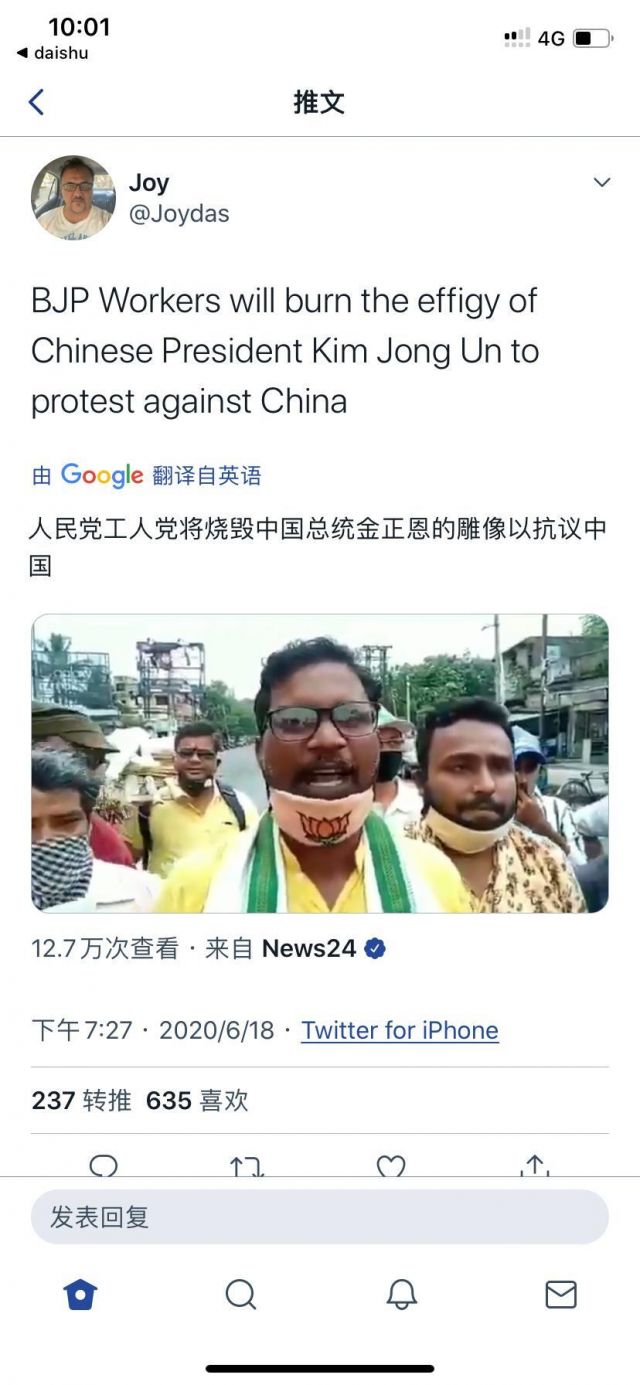 10:01
4G
◀ daishu
推文
Joy
@Joydas
BJP Workers will burn the effigy of
Chinese President Kim Jong Un to
protest against China
由 Google 翻译自英语
人民党工人党将烧毁中国总统金正恩的雕像以抗议中
国
12.7万次查看 · 来自 News24
下午7:27 · 2020/6/18 · Twitter for iPhone
237 转推 635 喜欢
发表回复